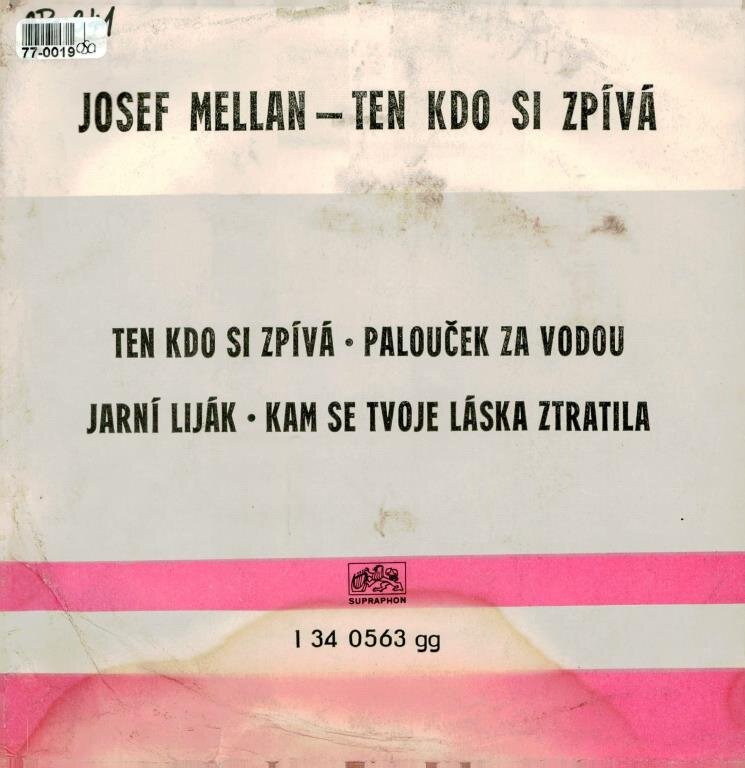 77-0019
JOSEF MELLAN – TEN KDO SI ZPÍVÁ
TEN KDO SI ZPÍVÁ • PALOUČEK ZA VODOU
JARNÍ LIJÁK • KAM SE TVOJE LÁSKA ZTRATILA
SUPRAPHON
1 34 0563 gg